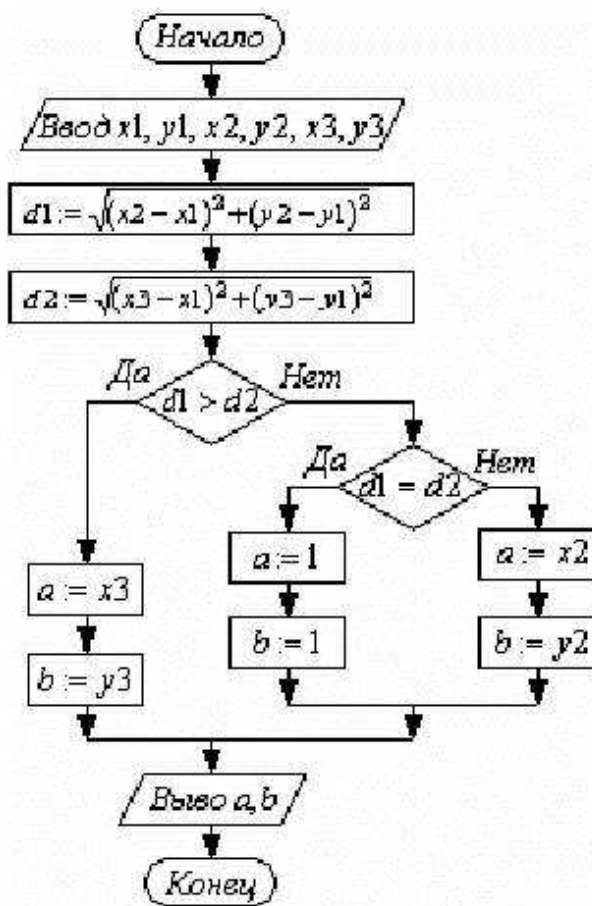 Начало
Ввод x1, y1, x2, y2, x3, y3
d1 := √(x2 − x1)² + (y2 − y1)²
d2 := √(x3 − x1)² + (y3 − y1)²
Да
d1 > d2
Нет
Да
d1 = d2
Нет
a := x3
a := 1
a := x2
b := y3
b := 1
b := y2
Выво a, b
Конец